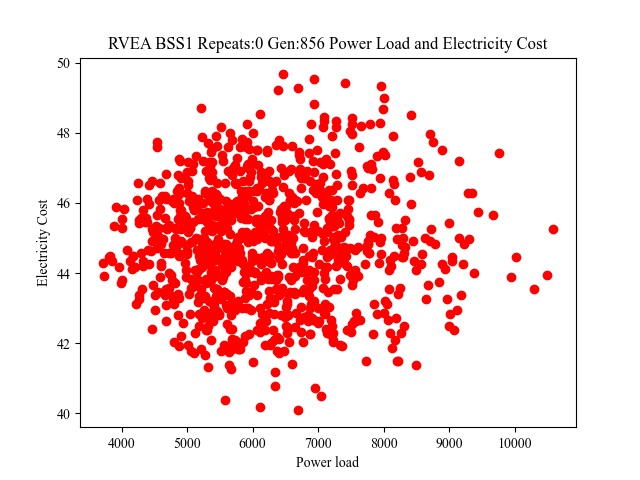 RVEA BSS1 Repeats:0 Gen:856 Power Load and Electricity Cost
50
48
46
44
42
40
Electricity Cost
4000 5000 6000 7000 8000 9000 10000
Power load